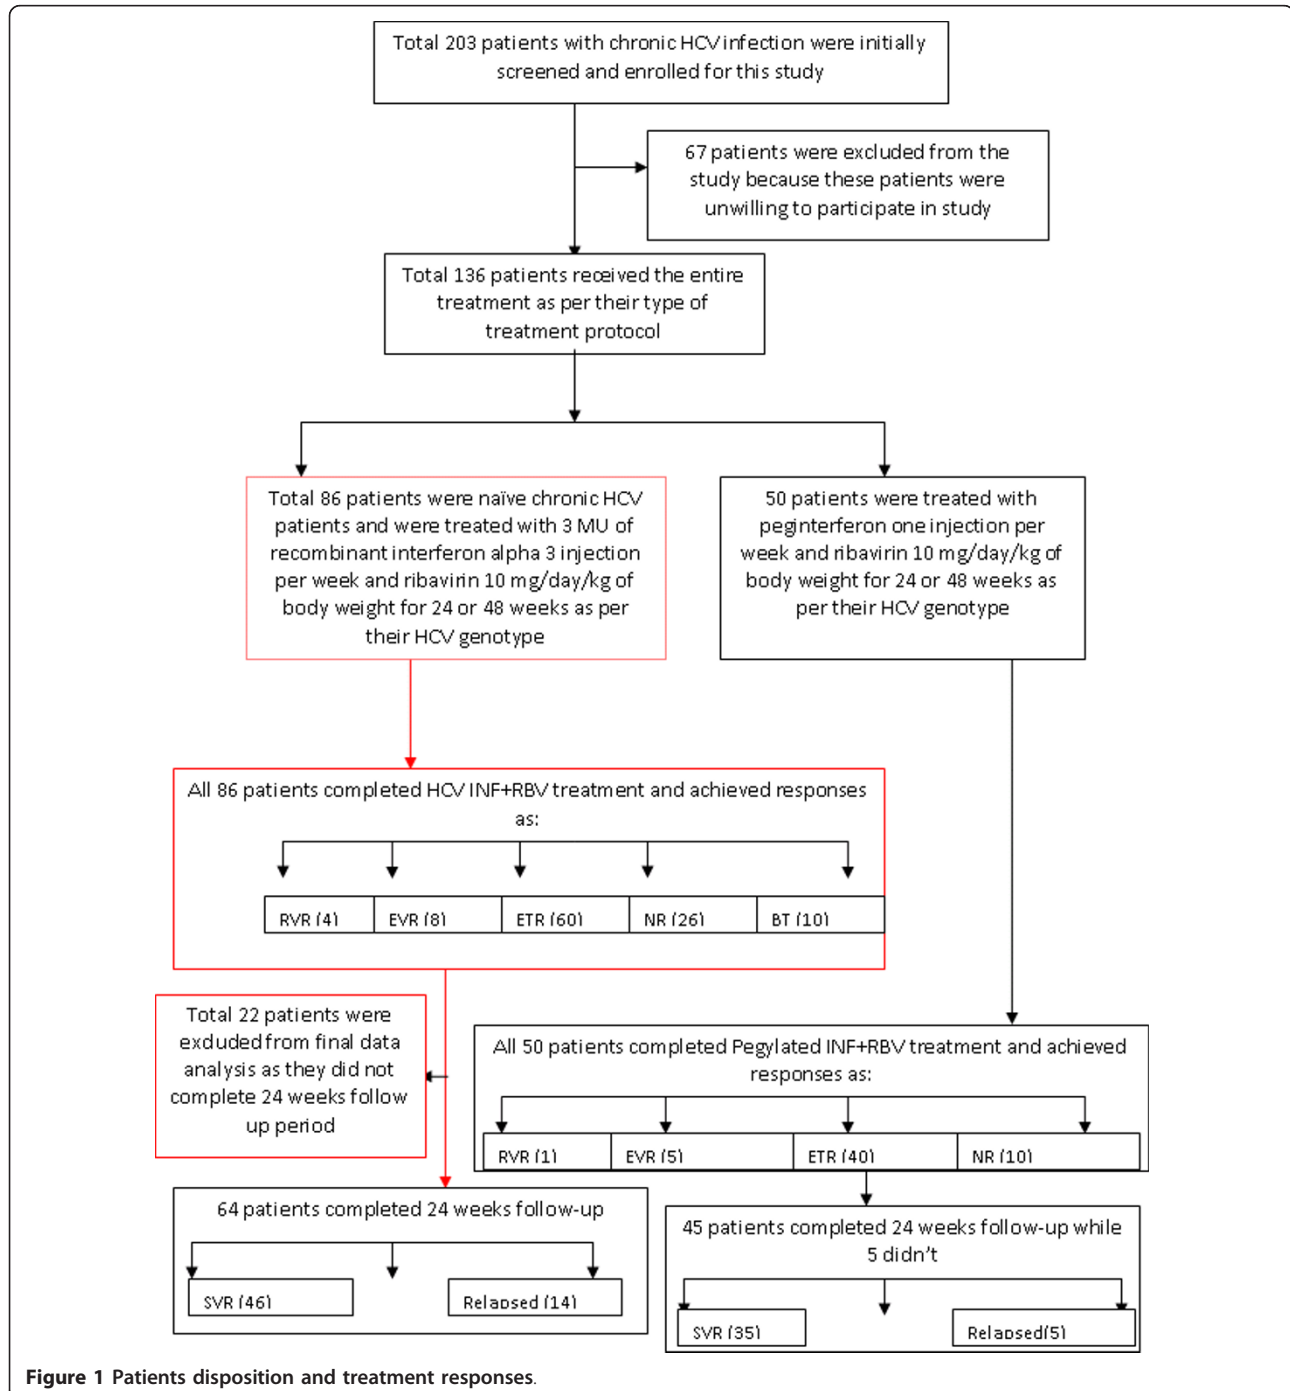 Total 203 patients with chronic HCV infection were initially
screened and enrolled for this study
67 patients were excluded from the
study because these patients were
unwilling to participate in study
Total 136 patients received the entire
treatment as per their type of
treatment protocol
Total 86 patients were naïve chronic HCV
patients and were treated with 3 MU of
recombinant interferon alpha 3 injection
per week and ribavirin 10 mg/day/kg of
body weight for 24 or 48 weeks as per
their HCV genotype
50 patients were treated with
peginterferon one injection per
week and ribavirin 10 mg/day/kg of
body weight for 24 or 48 weeks as
per their HCV genotype
All 86 patients completed HCV INF+RBV treatment and achieved responses
as:
RVR (4)
EVR (8)
ETR (60)
NR (26)
BT (10)
Total 22 patients were
excluded from final data
analysis as they did not
complete 24 weeks follow
up period
All 50 patients completed Pegylated INF+RBV treatment and achieved
responses as:
RVR (1)
EVR (5)
ETR (40)
NR (10)
64 patients completed 24 weeks follow-up
SVR (46)
Relapsed (14)
45 patients completed 24 weeks follow-up while
5 didn't
SVR (35)
Relapsed(5)
Figure 1 Patients disposition and treatment responses.